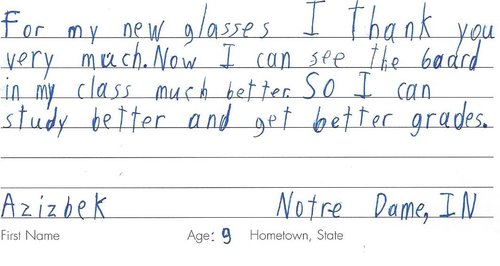 For my new glasses I Thank you
very much. Now I can see the board
in my class much better. SO I can
study better and get better grades.
Azizbek Notre Dame, IN
First Name Age: 9 Hometown, State